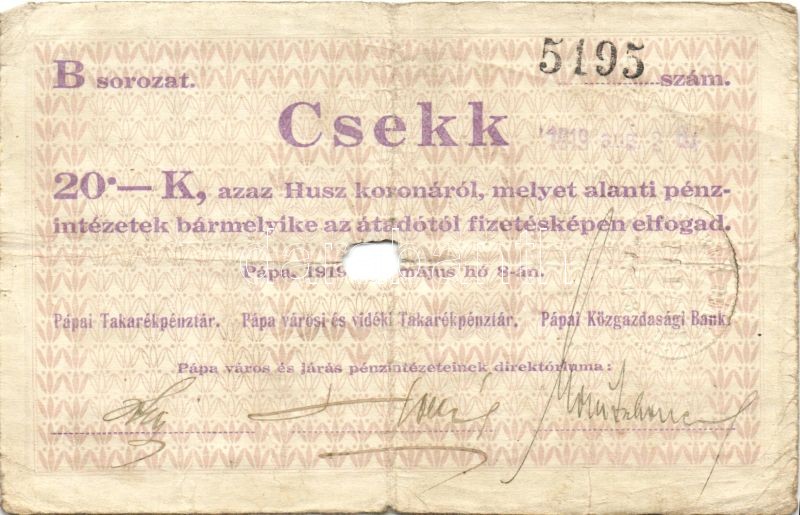 B sorozat. 5195 szám.
Csekk
1919 aug
20·— K, azaz Husz koronáról, melyet alanti pénz-
intézetek bármelyike az átadótól fizetésképen elfogad.
Pápa, 1919 május hó 8-án.
Pápai Takarékpénztár. Pápa városi és vidéki Takarékpénztár. Pápai Közgazdasági Bank.
Pápa város és járás pénzintézeteinek direktóriuma: